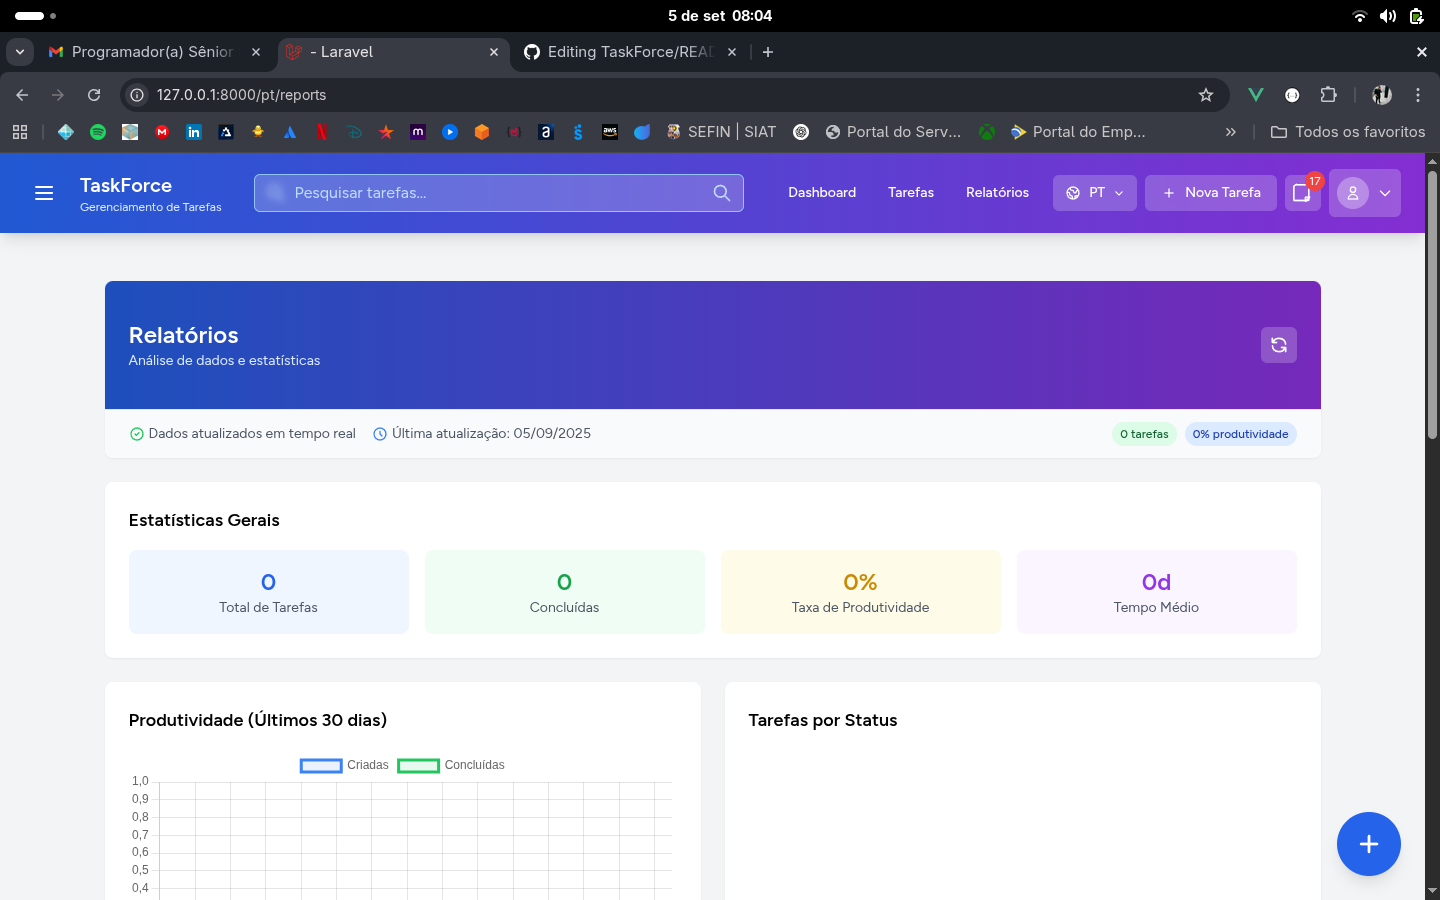 5 de set 08:04
Programador(a) Sênior
- Laravel
Editing TaskForce/REA
127.0.0.1:8000/pt/reports
SEFIN | SIAT
Portal do Serv...
Portal do Emp...
Todos os favoritos
TaskForce
Gerenciamento de Tarefas
Pesquisar tarefas...
Dashboard
Tarefas
Relatórios
PT
Nova Tarefa
17
Relatórios
Análise de dados e estatísticas
Dados atualizados em tempo real
Última atualização: 05/09/2025
0 tarefas
0% produtividade
Estatísticas Gerais
0
Total de Tarefas
0
Concluídas
0%
Taxa de Produtividade
0d
Tempo Médio
Produtividade (Últimos 30 dias)
Criadas
Concluídas
1,0
0,9
0,8
0,7
0,6
0,5
0,4
Tarefas por Status